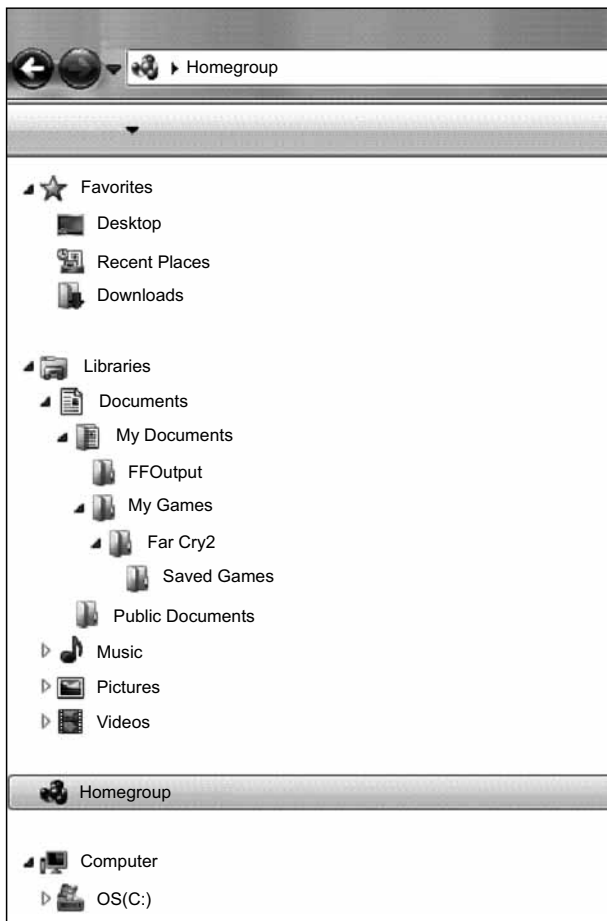 Homegroup
Favorites
Desktop
Recent Places
Downloads
Libraries
Documents
My Documents
FFOutput
My Games
Far Cry2
Saved Games
Public Documents
Music
Pictures
Videos
Homegroup
Computer
OS(C:)